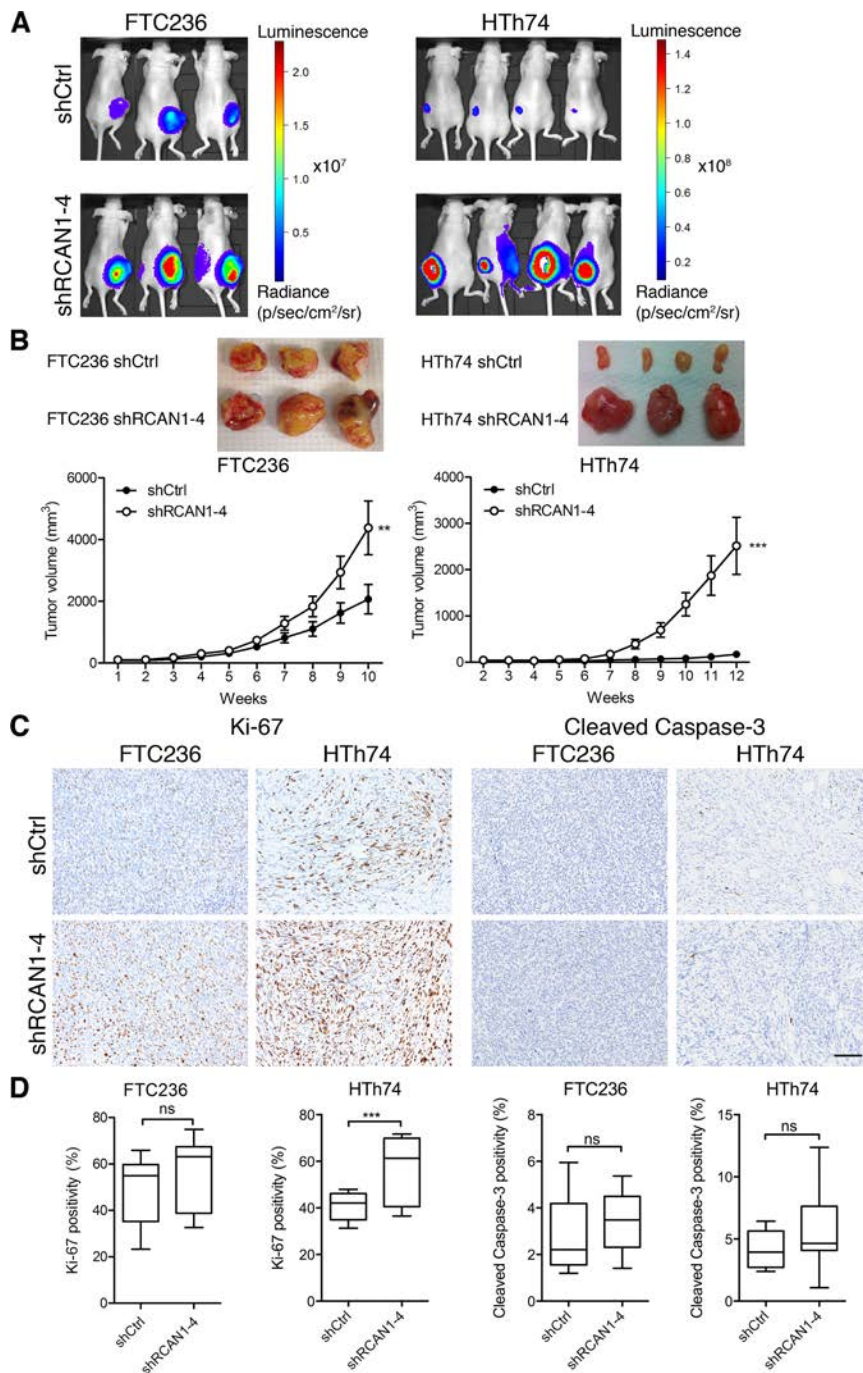 A
FTC236
HTh74
shCtrl
shRCAN1-4
Luminescence
2.0
1.5
x10⁷
1.0
0.5
Radiance
(p/sec/cm²/sr)
Luminescence
1.4
1.2
1.0
x10⁸
0.8
0.6
0.4
0.2
Radiance
(p/sec/cm²/sr)
B
FTC236 shCtrl
FTC236 shRCAN1-4
HTh74 shCtrl
HTh74 shRCAN1-4
FTC236
shCtrl
shRCAN1-4
Tumor volume (mm³)
6000
4000
2000
0
**
1 2 3 4 5 6 7 8 9 10
Weeks
HTh74
shCtrl
shRCAN1-4
Tumor volume (mm³)
4000
3000
2000
1000
0
***
2 3 4 5 6 7 8 9 10 11 12
Weeks
C
Ki-67
Cleaved Caspase-3
FTC236
HTh74
FTC236
HTh74
shCtrl
shRCAN1-4
D
FTC236
ns
Ki-67 positivity (%)
80
60
40
20
0
shCtrl
shRCAN1-4
HTh74
***
Ki-67 positivity (%)
80
60
40
20
0
shCtrl
shRCAN1-4
FTC236
ns
Cleaved Caspase-3 positivity (%)
8
6
4
2
0
shCtrl
shRCAN1-4
HTh74
ns
Cleaved Caspase-3 positivity (%)
15
10
5
0
shCtrl
shRCAN1-4